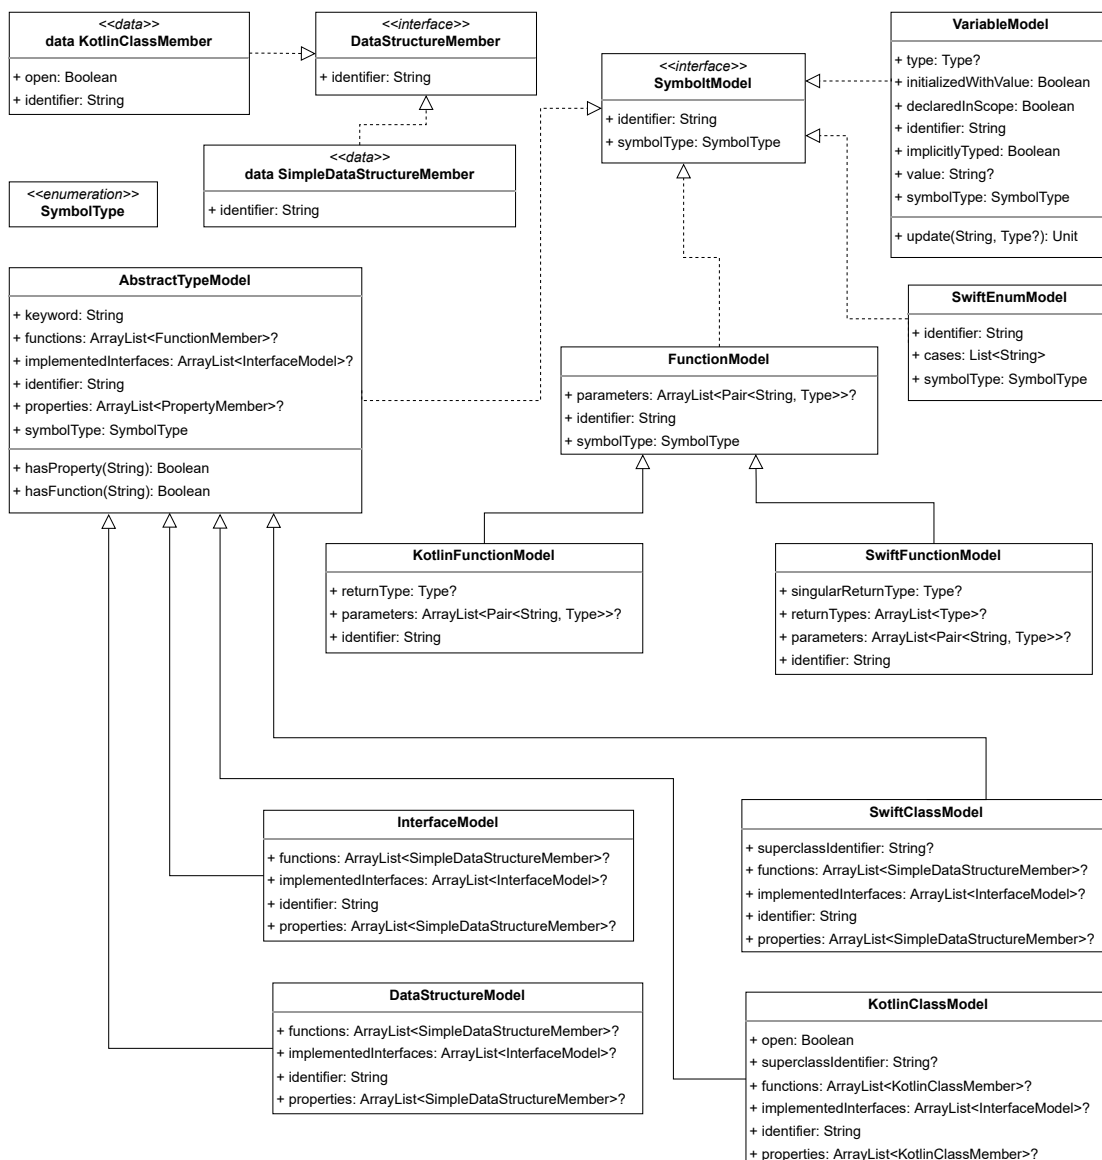 <<data>>
data KotlinClassMember
+ open: Boolean
+ identifier: String
<<interface>>
DataStructureMember
+ identifier: String
<<interface>>
SymboltModel
+ identifier: String
+ symbolType: SymbolType
VariableModel
+ type: Type?
+ initializedWithValue: Boolean
+ declaredInScope: Boolean
+ identifier: String
+ implicitlyTyped: Boolean
+ value: String?
+ symbolType: SymbolType
+ update(String, Type?): Unit
<<data>>
data SimpleDataStructureMember
+ identifier: String
<<enumeration>>
SymbolType
AbstractTypeModel
+ keyword: String
+ functions: ArrayList<FunctionMember>?
+ implementedInterfaces: ArrayList<InterfaceModel>?
+ identifier: String
+ properties: ArrayList<PropertyMember>?
+ symbolType: SymbolType
+ hasProperty(String): Boolean
+ hasFunction(String): Boolean
SwiftEnumModel
+ identifier: String
+ cases: List<String>
+ symbolType: SymbolType
FunctionModel
+ parameters: ArrayList<Pair<String, Type>>?
+ identifier: String
+ symbolType: SymbolType
KotlinFunctionModel
+ returnType: Type?
+ parameters: ArrayList<Pair<String, Type>>?
+ identifier: String
SwiftFunctionModel
+ singularReturnType: Type?
+ returnTypes: ArrayList<Type>?
+ parameters: ArrayList<Pair<String, Type>>?
+ identifier: String
InterfaceModel
+ functions: ArrayList<SimpleDataStructureMember>?
+ implementedInterfaces: ArrayList<InterfaceModel>?
+ identifier: String
+ properties: ArrayList<SimpleDataStructureMember>?
SwiftClassModel
+ superclassIdentifier: String?
+ functions: ArrayList<SimpleDataStructureMember>?
+ implementedInterfaces: ArrayList<InterfaceModel>?
+ identifier: String
+ properties: ArrayList<SimpleDataStructureMember>?
DataStructureModel
+ functions: ArrayList<SimpleDataStructureMember>?
+ implementedInterfaces: ArrayList<InterfaceModel>?
+ identifier: String
+ properties: ArrayList<SimpleDataStructureMember>?
KotlinClassModel
+ open: Boolean
+ superclassIdentifier: String?
+ functions: ArrayList<KotlinClassMember>?
+ implementedInterfaces: ArrayList<InterfaceModel>?
+ identifier: String
+ properties: ArrayList<KotlinClassMember>?